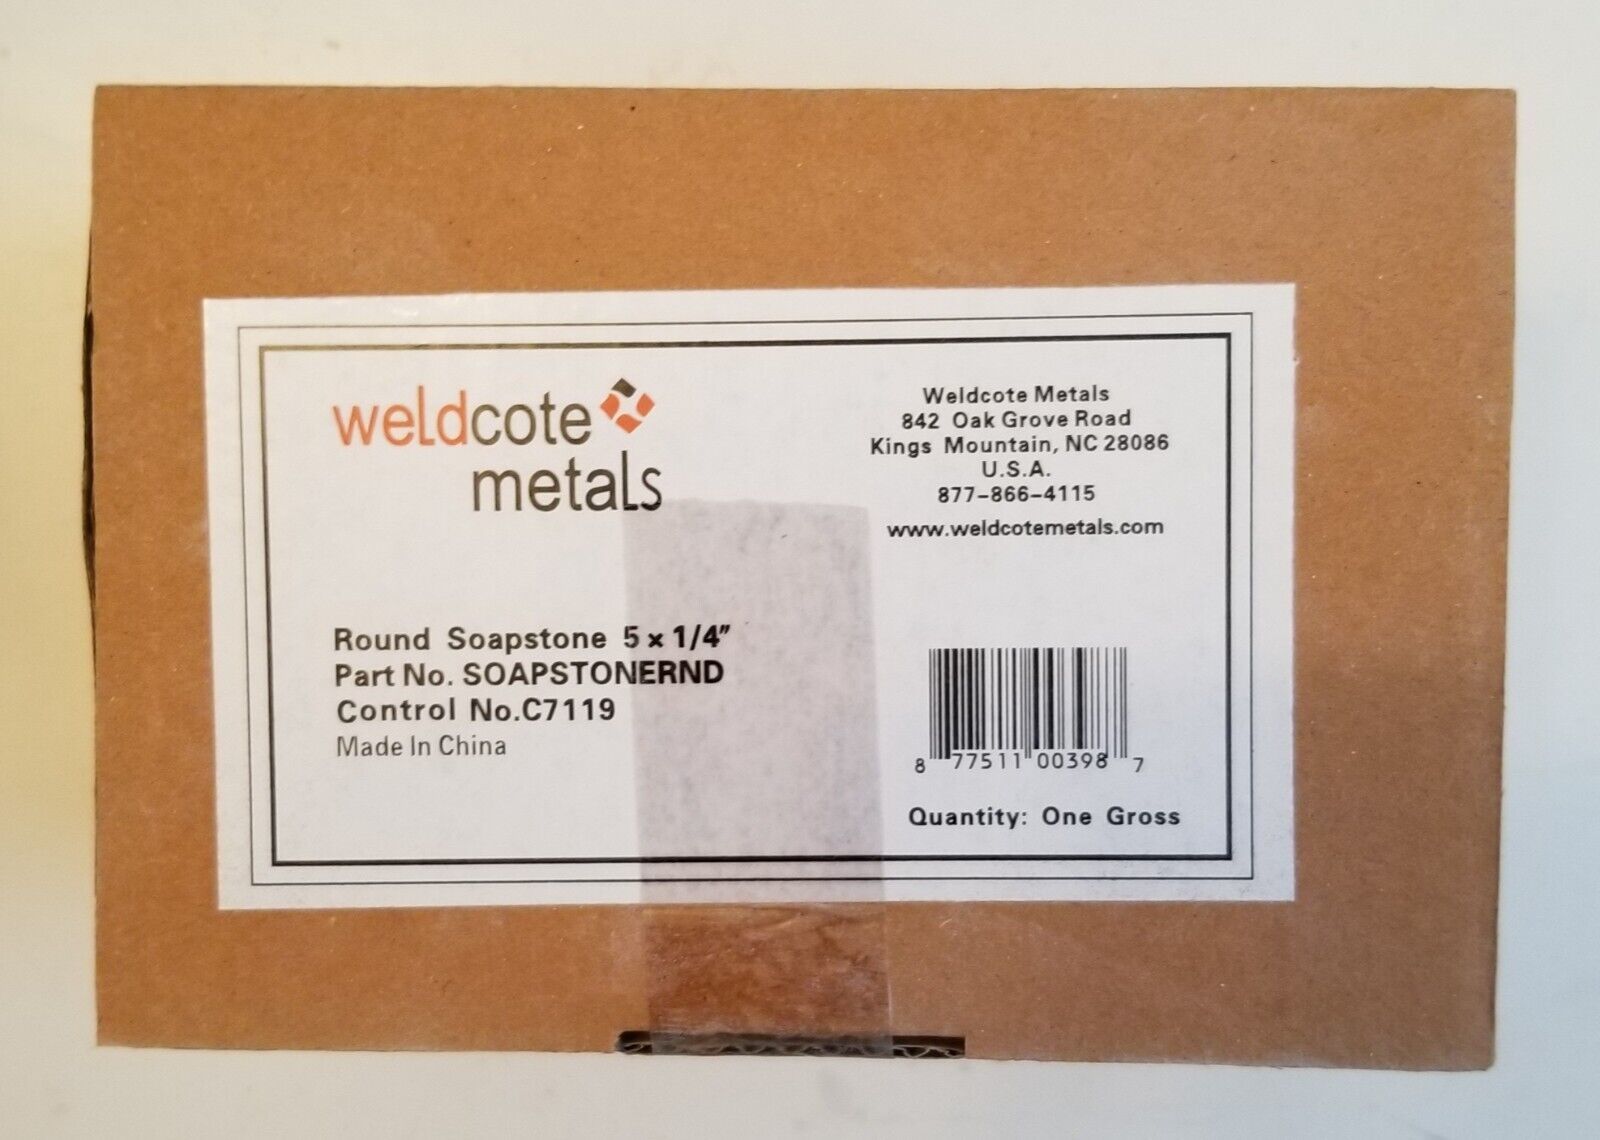 weldcote
metals
Weldcote Metals
842 Oak Grove Road
Kings Mountain, NC 28086
U.S.A.
877-866-4115
www.weldcotemetals.com
Round Soapstone 5 x 1/4"
Part No. SOAPSTONERND
Control No.C7119
Made In China
8 77511 00398 7
Quantity: One Gross